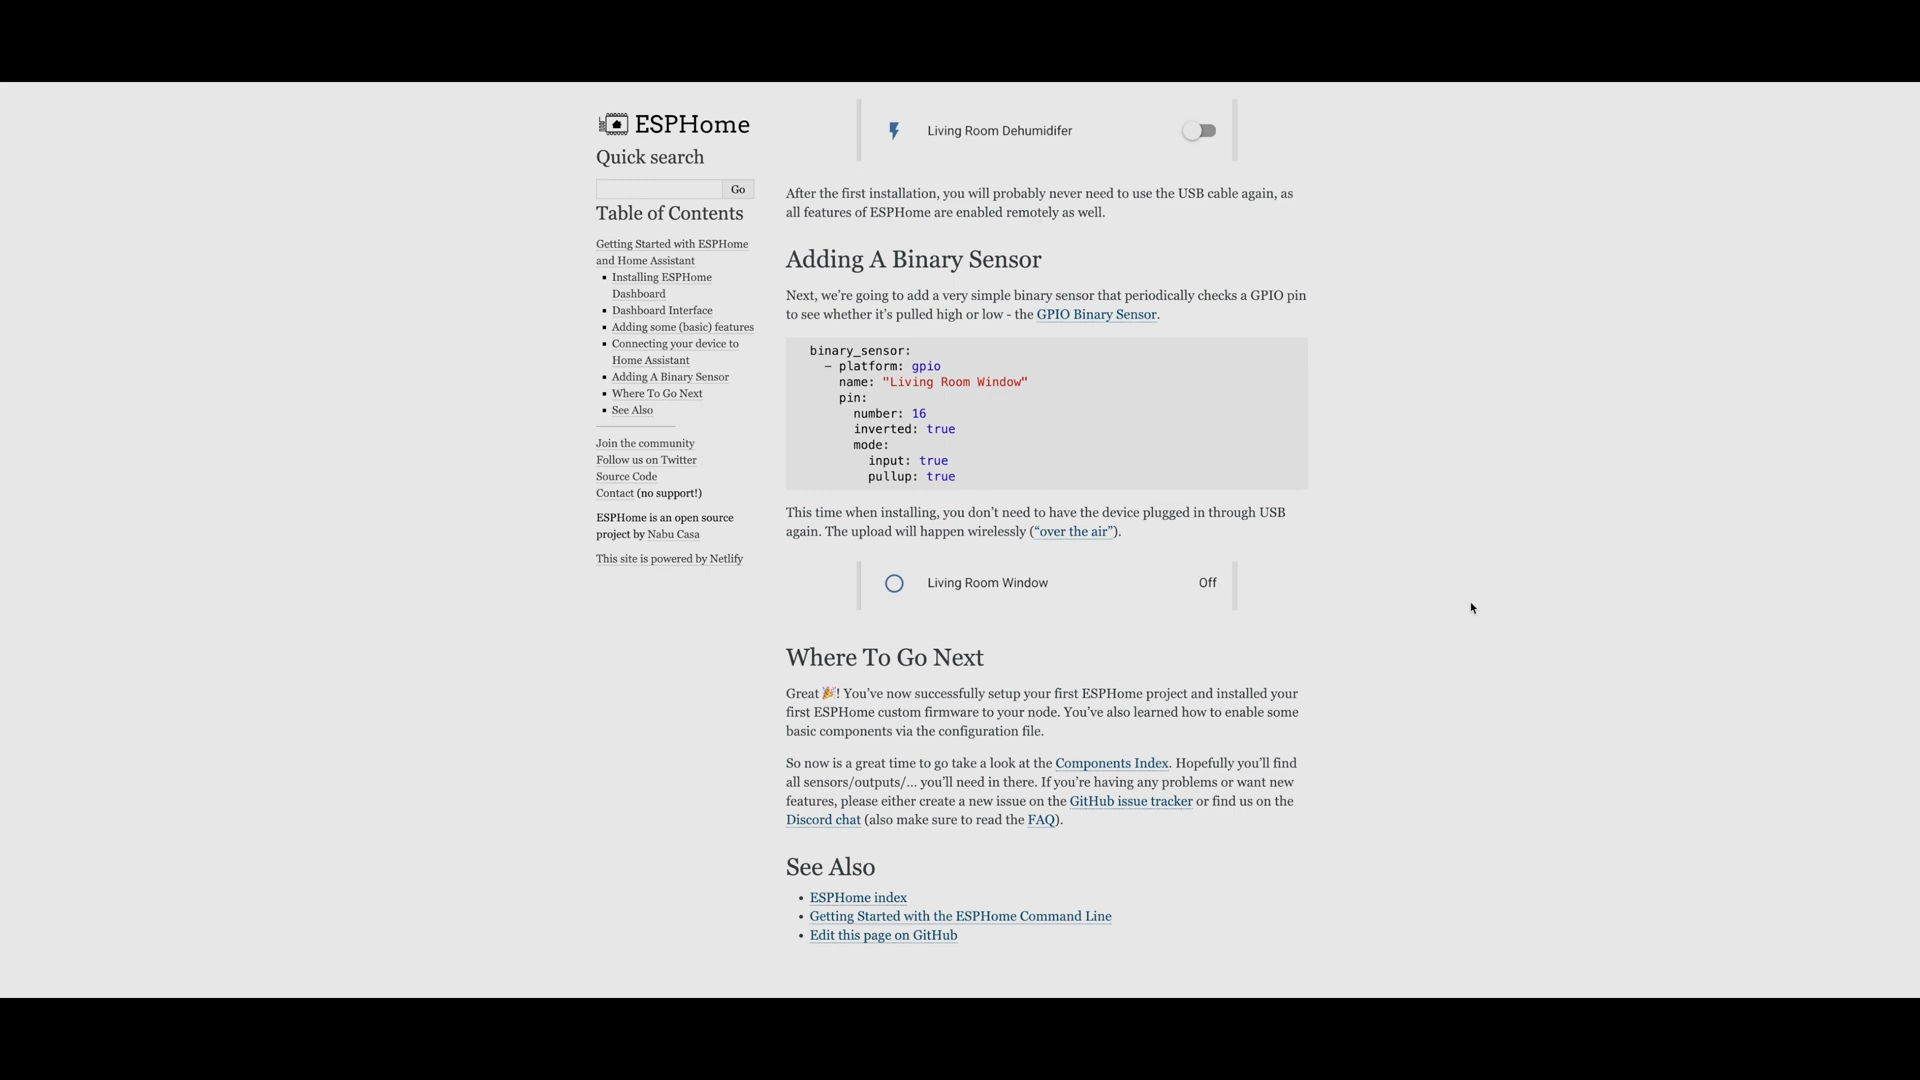 ESPHome
Quick search
Go
Table of Contents
Getting Started with ESPHome
and Home Assistant
Installing ESPHome
Dashboard
Dashboard Interface
Adding some (basic) features
Connecting your device to
Home Assistant
Adding A Binary Sensor
Where To Go Next
See Also
Join the community
Follow us on Twitter
Source Code
Contact (no support!)
ESPHome is an open source
project by Nabu Casa
This site is powered by Netlify
Living Room Dehumidifer
After the first installation, you will probably never need to use the USB cable again, as
all features of ESPHome are enabled remotely as well.
Adding A Binary Sensor
Next, we’re going to add a very simple binary sensor that periodically checks a GPIO pin
to see whether it’s pulled high or low - the GPIO Binary Sensor.
binary_sensor:
- platform: gpio
name: "Living Room Window"
pin:
number: 16
inverted: true
mode:
input: true
pullup: true
This time when installing, you don’t need to have the device plugged in through USB
again. The upload will happen wirelessly (“over the air”).
Living Room Window Off
Where To Go Next
Great 🎉! You’ve now successfully setup your first ESPHome project and installed your
first ESPHome custom firmware to your node. You’ve also learned how to enable some
basic components via the configuration file.
So now is a great time to go take a look at the Components Index. Hopefully you’ll find
all sensors/outputs/… you’ll need in there. If you’re having any problems or want new
features, please either create a new issue on the GitHub issue tracker or find us on the
Discord chat (also make sure to read the FAQ).
See Also
• ESPHome index
• Getting Started with the ESPHome Command Line
• Edit this page on GitHub